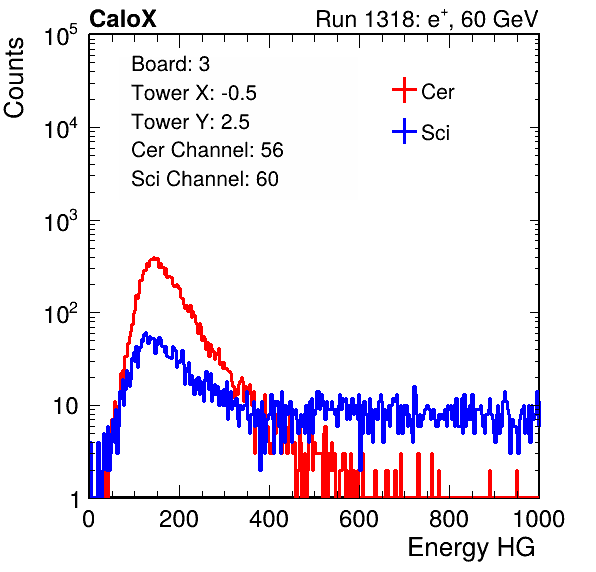 CaloX Run 1318: e⁺, 60 GeV
Counts
10⁵
10⁴
10³
10²
10
1
Board: 3
Tower X: -0.5
Tower Y: 2.5
Cer Channel: 56
Sci Channel: 60
Cer
Sci
0 200 400 600 800 1000
Energy HG